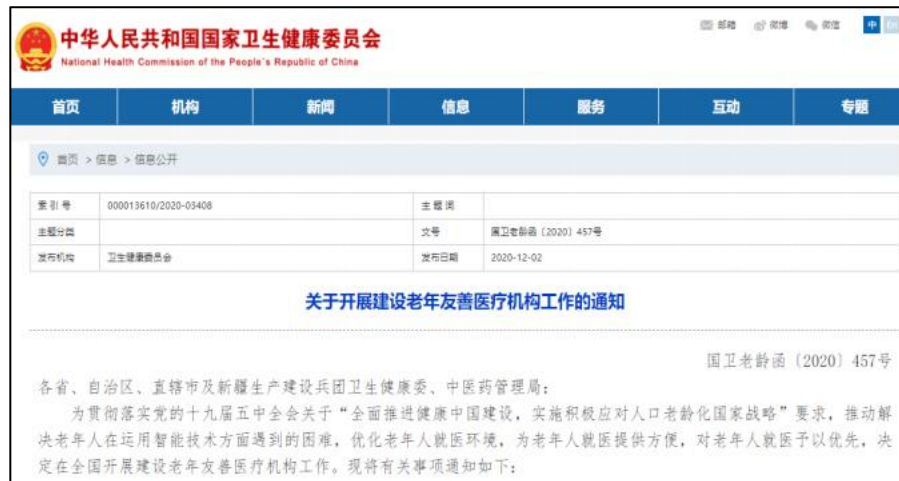 邮箱 微博 微信 中 En
中华人民共和国国家卫生健康委员会
National Health Commission of the People's Republic of China
首页 机构 新闻 信息 服务 互动 专题
首页 > 信息 > 信息公开
索引号 000013610/2020-03408 主题词
主题分类 文号 国卫老龄函〔2020〕457号
发布机构 卫生健康委员会 发布日期 2020-12-02
关于开展建设老年友善医疗机构工作的通知
国卫老龄函〔2020〕457号
各省、自治区、直辖市及新疆生产建设兵团卫生健康委、中医药管理局：
为贯彻落实党的十九届五中全会关于“全面推进健康中国建设，实施积极应对人口老龄化国家战略”要求，推动解
决老年人在运用智能技术方面遇到的困难，优化老年人就医环境，为老年人就医提供方便，对老年人就医予以优先，决
定在全国开展建设老年友善医疗机构工作。现将有关事项通知如下：